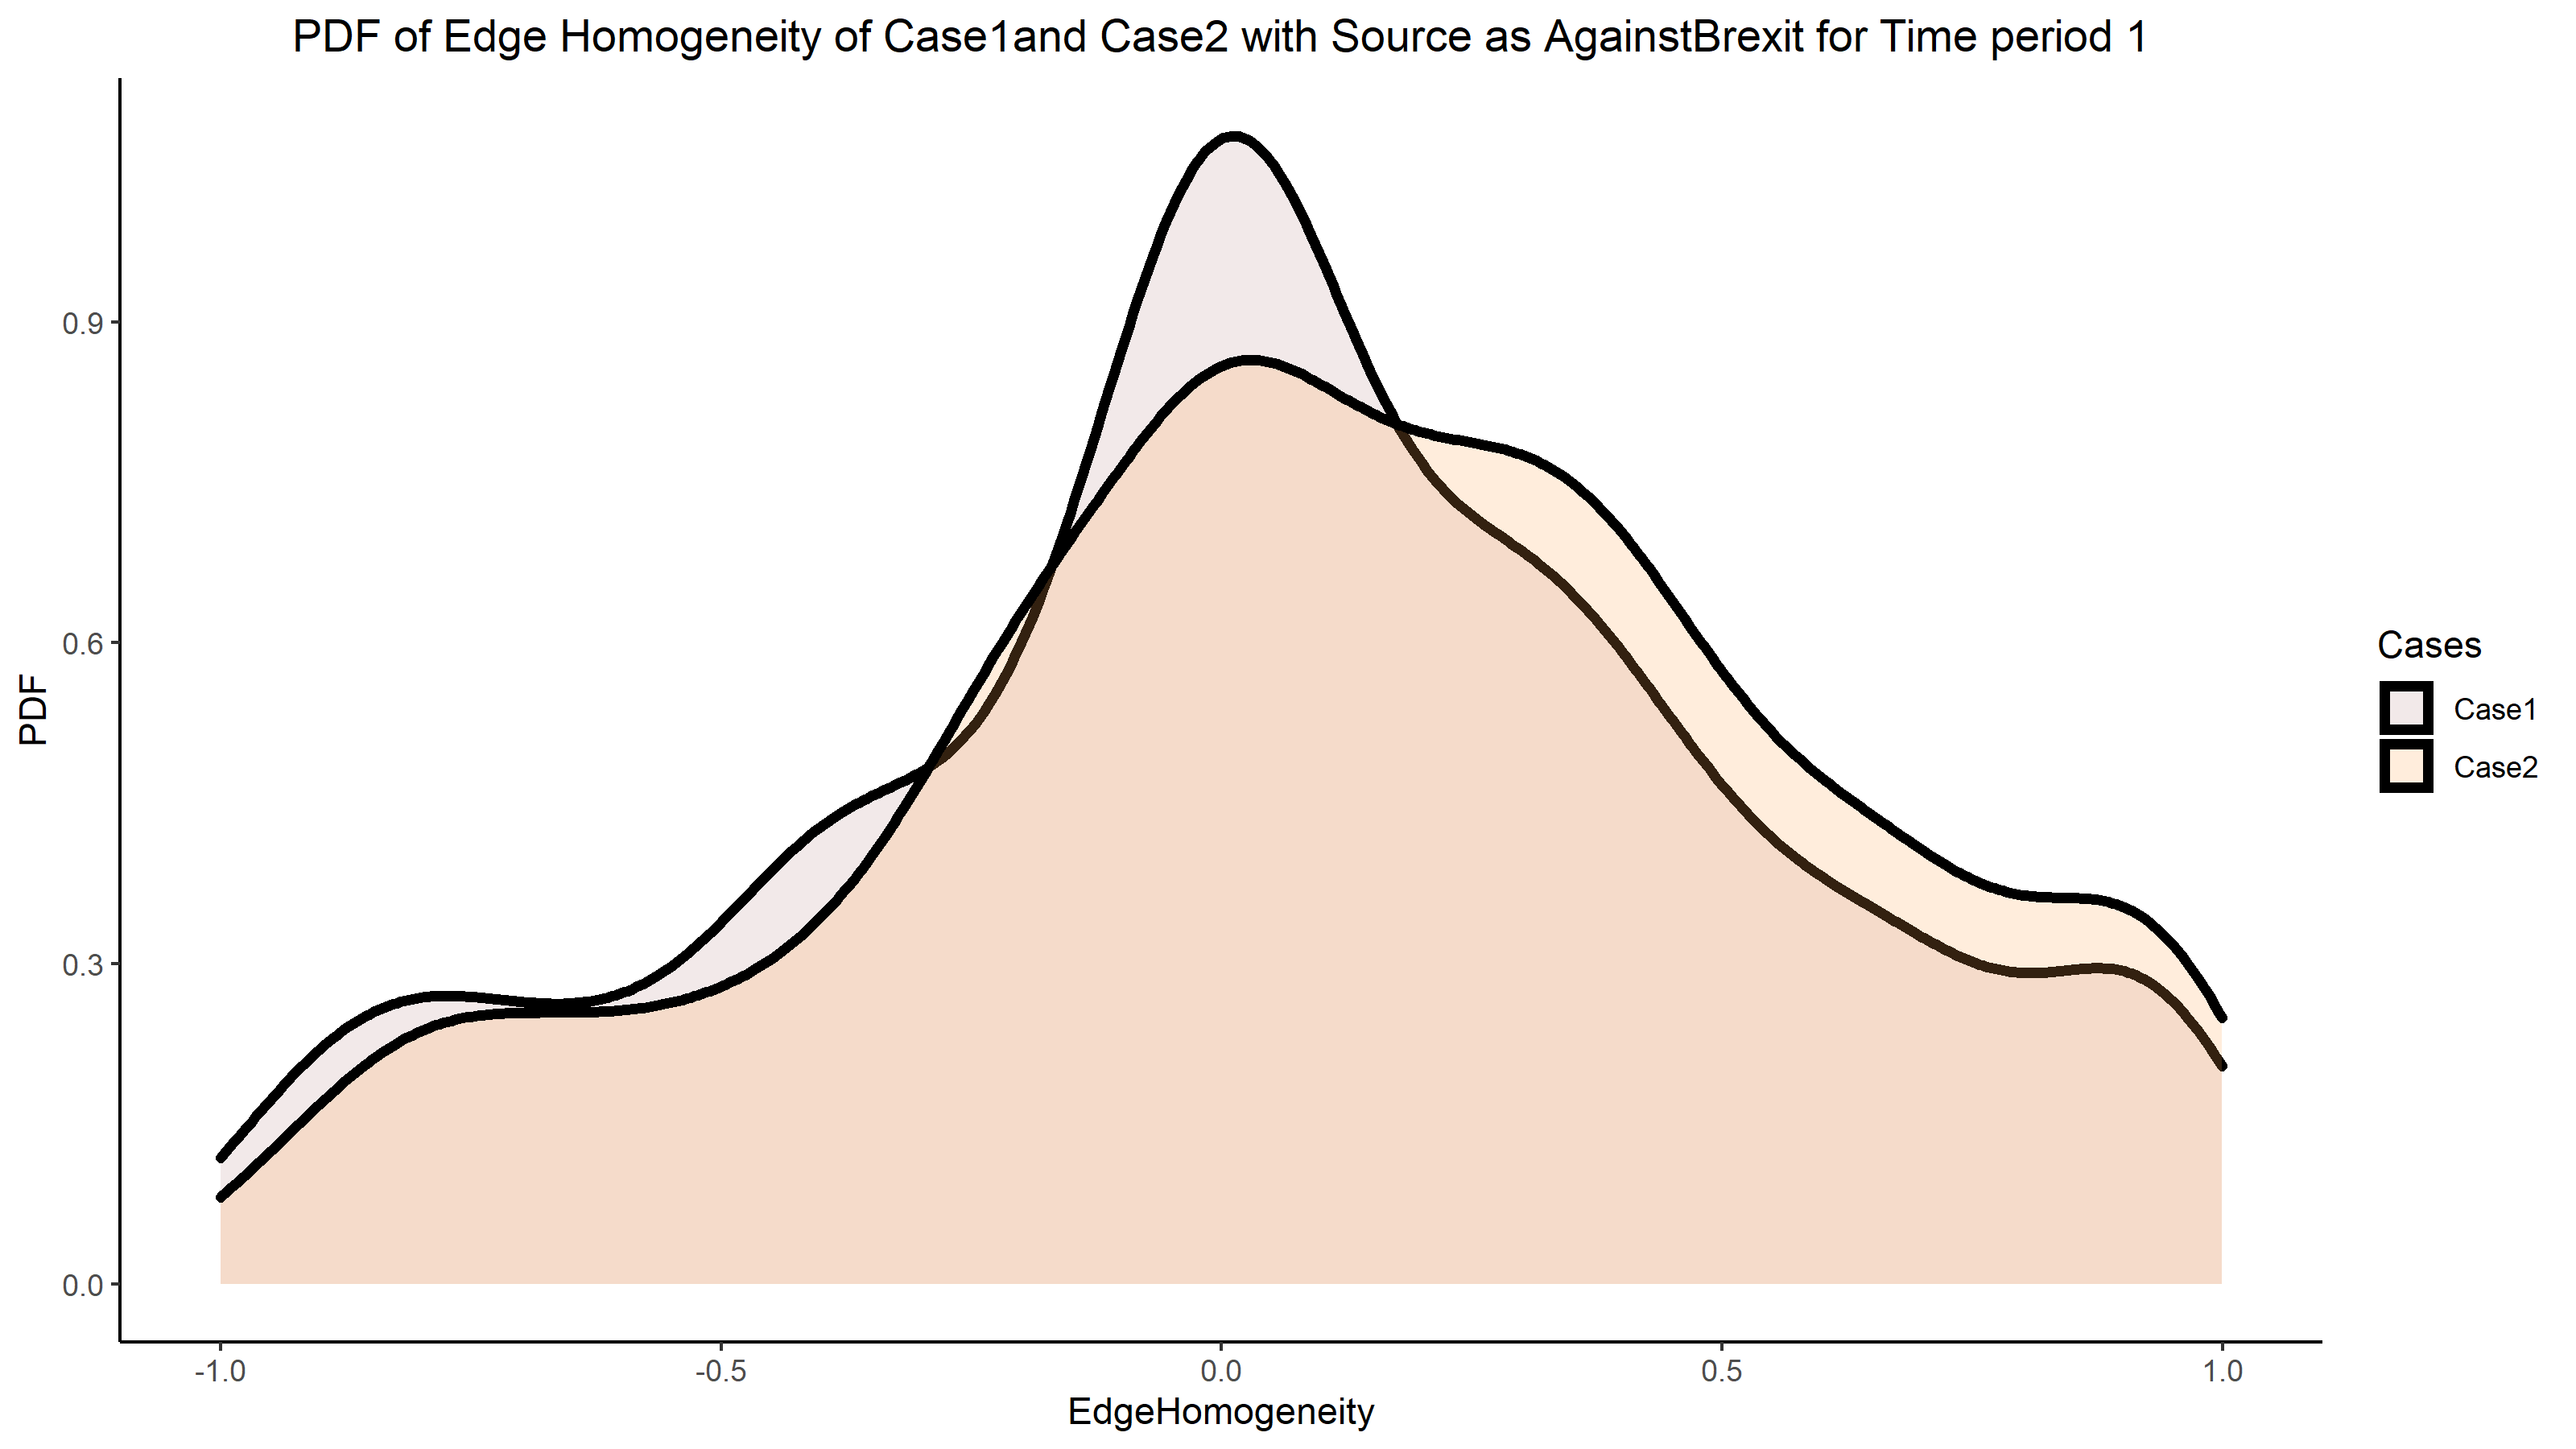 PDF of Edge Homogeneity of Case1and Case2 with Source as AgainstBrexit for Time period 1
PDF
0.9
0.6
0.3
0.0
-1.0
-0.5
0.0
0.5
1.0
EdgeHomogeneity
Cases
Case1
Case2